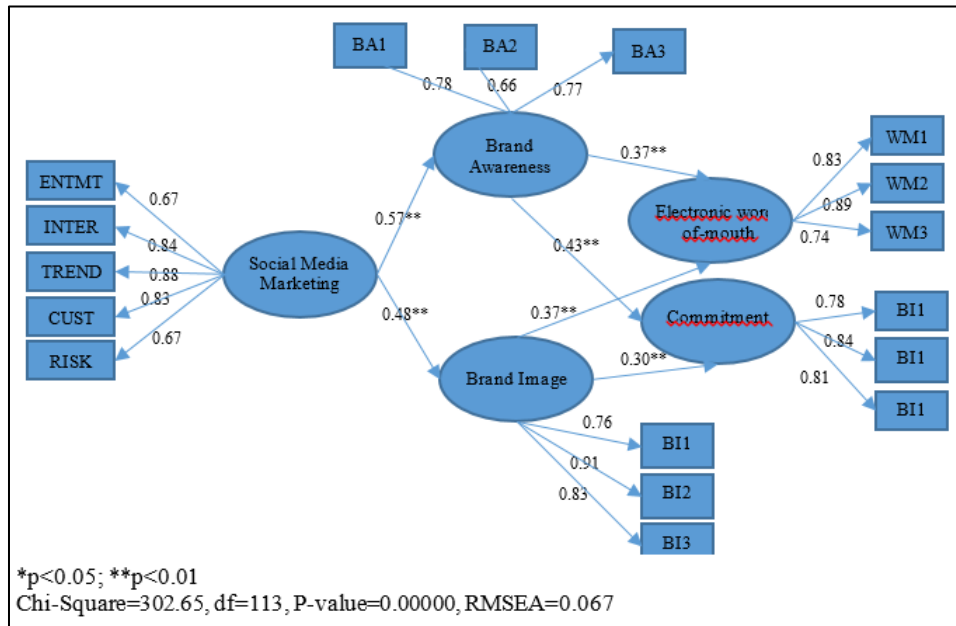 BA1
BA2
BA3
0.78
0.66
0.77
Brand
Awareness
0.37**
WM1
WM2
WM3
0.83
0.89
0.74
ENTMT
INTER
TREND
CUST
RISK
0.67
0.84
0.88
0.83
0.67
Social Media
Marketing
0.57**
0.48**
Electronic wor
of-mouth
0.43**
0.37**
Commitment
0.30**
0.78
0.84
0.81
BI1
BI1
BI1
Brand Image
0.76
0.91
0.83
BI1
BI2
BI3
*p<0.05; **p<0.01
Chi-Square=302.65, df=113, P-value=0.00000, RMSEA=0.067